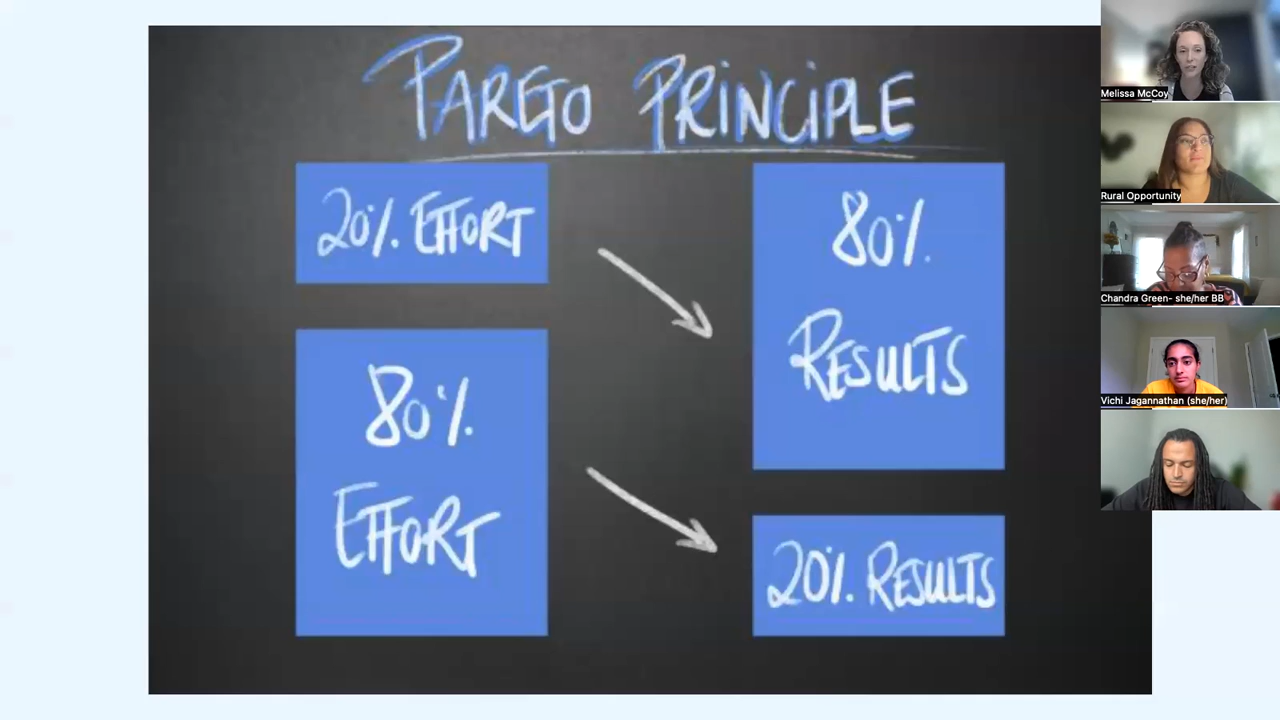 PARETO PRINCIPLE
20% EFFORT
80%
RESULTS
80%
EFFORT
20% RESULTS
Melissa McCoy
Rural Opportunity
Chandra Green- she/her BB
Vichi Jagannathan (she/her)